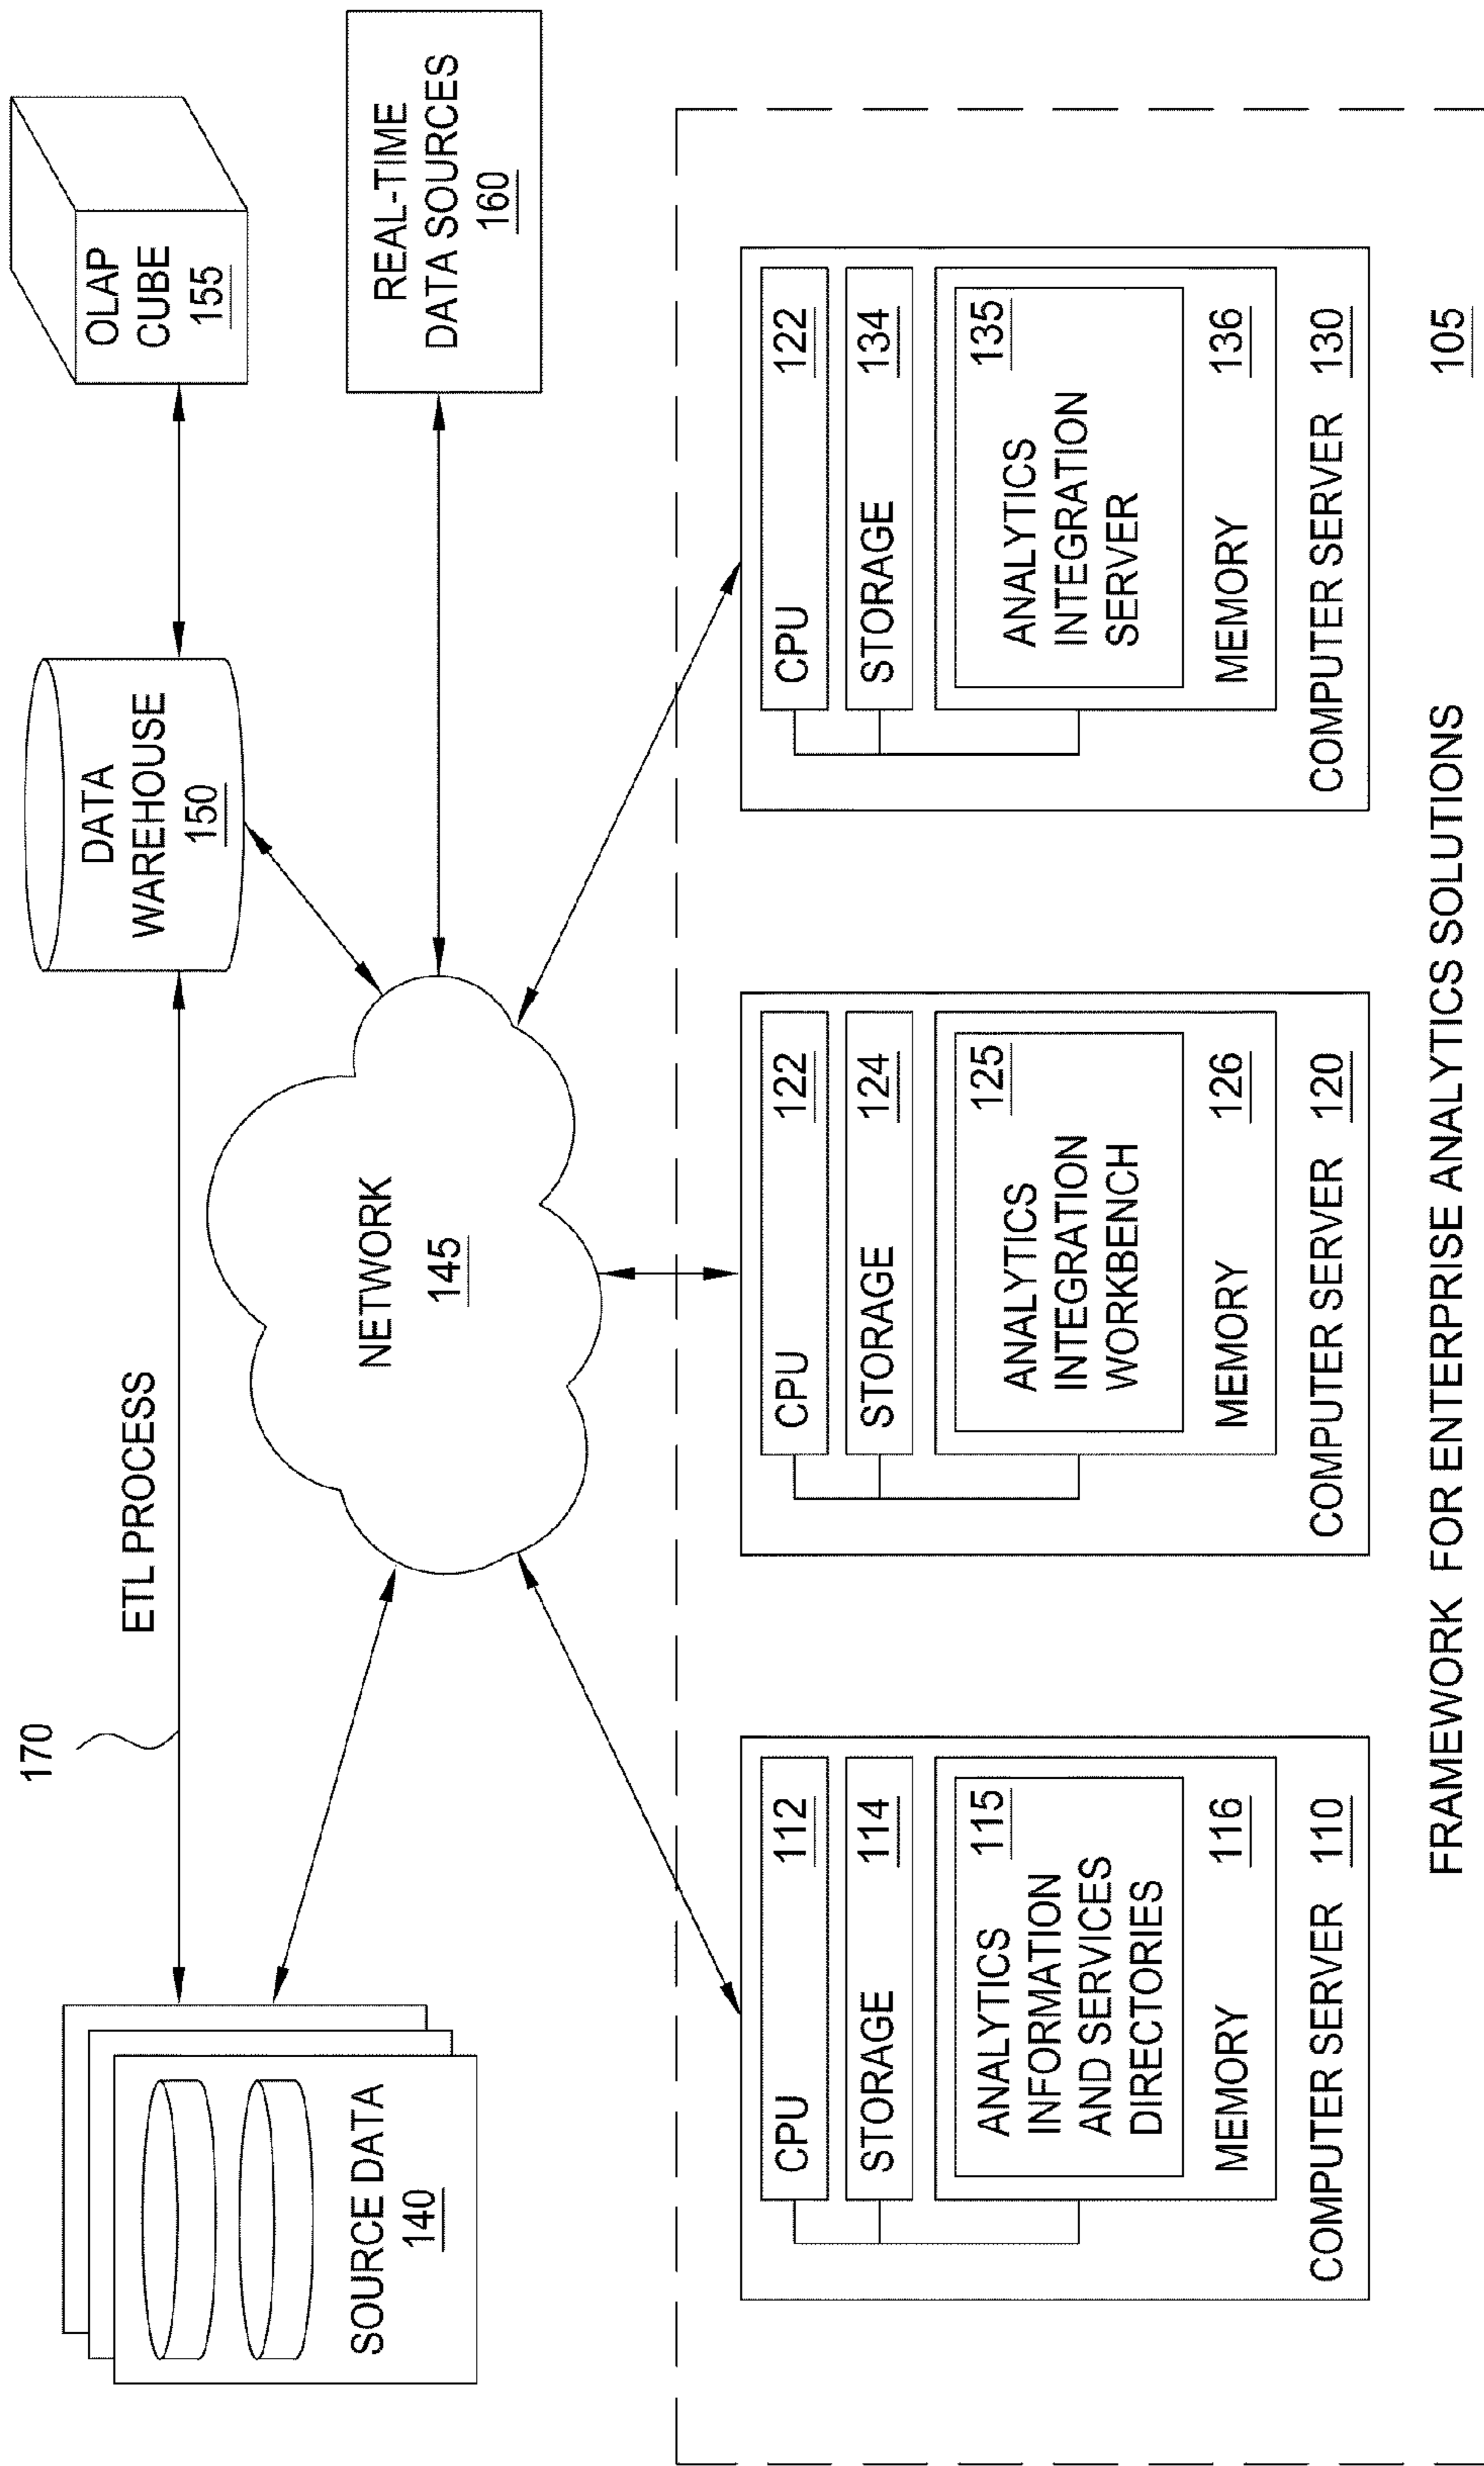 170
ETL PROCESS
SOURCE DATA
140
DATA
WAREHOUSE
150
OLAP
CUBE
155
NETWORK
145
REAL-TIME
DATA SOURCES
160
CPU 112
STORAGE 114
ANALYTICS 115
INFORMATION
AND SERVICES
DIRECTORIES
MEMORY 116
COMPUTER SERVER 110
CPU 122
STORAGE 124
ANALYTICS 125
INTEGRATION
WORKBENCH
MEMORY 126
COMPUTER SERVER 120
CPU 122
STORAGE 134
ANALYTICS 135
INTEGRATION
SERVER
MEMORY 136
COMPUTER SERVER 130
FRAMEWORK FOR ENTERPRISE ANALYTICS SOLUTIONS 105